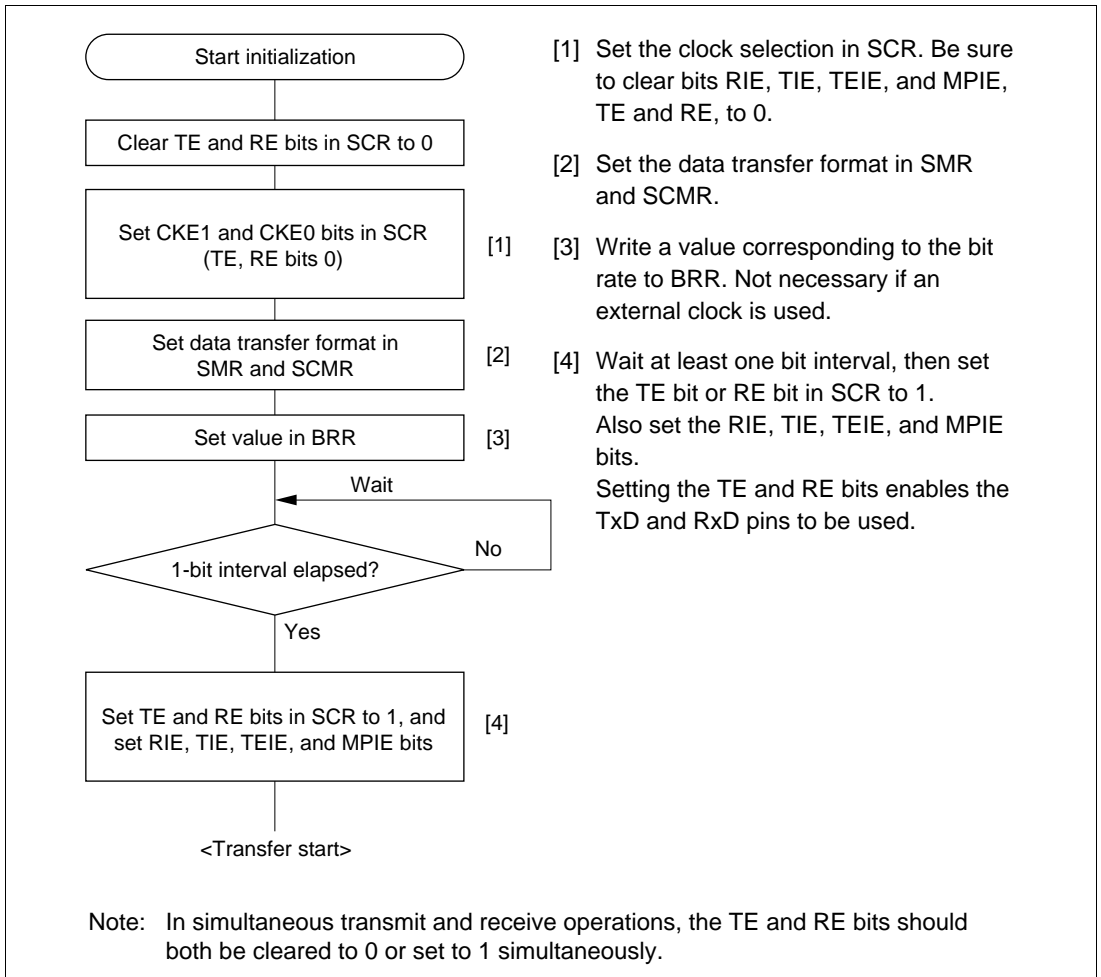 Start initialization
Clear TE and RE bits in SCR to 0
Set CKE1 and CKE0 bits in SCR
(TE, RE bits 0)
[1]
Set data transfer format in
SMR and SCMR
[2]
Set value in BRR
[3]
Wait
No
1-bit interval elapsed?
Yes
Set TE and RE bits in SCR to 1, and
set RIE, TIE, TEIE, and MPIE bits
[4]
<Transfer start>
[1] Set the clock selection in SCR. Be sure
to clear bits RIE, TIE, TEIE, and MPIE,
TE and RE, to 0.
[2] Set the data transfer format in SMR
and SCMR.
[3] Write a value corresponding to the bit
rate to BRR. Not necessary if an
external clock is used.
[4] Wait at least one bit interval, then set
the TE bit or RE bit in SCR to 1.
Also set the RIE, TIE, TEIE, and MPIE
bits.
Setting the TE and RE bits enables the
TxD and RxD pins to be used.
Note: In simultaneous transmit and receive operations, the TE and RE bits should
both be cleared to 0 or set to 1 simultaneously.